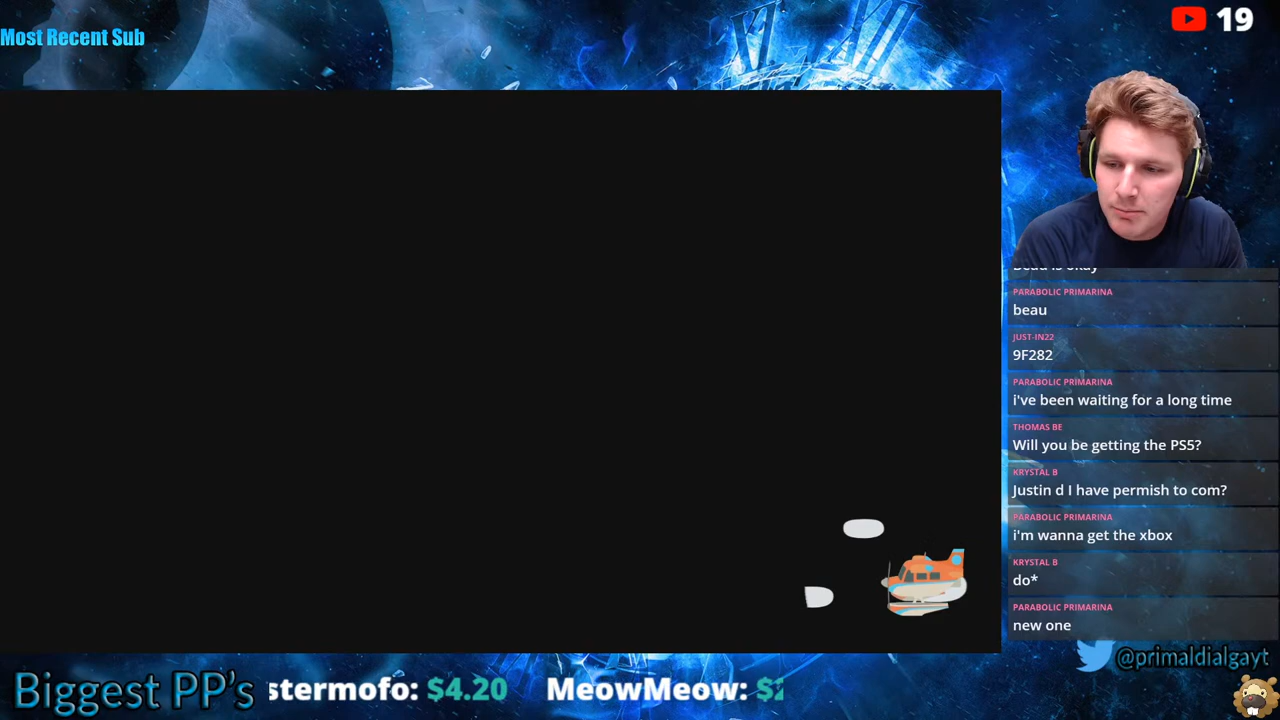 Most Recent Sub
19
PARABOLIC PRIMARINA
beau
JUST-IN22
9F282
PARABOLIC PRIMARINA
i've been waiting for a long time
THOMAS BE
Will you be getting the PS5?
KRYSTAL B
Justin d I have permish to com?
PARABOLIC PRIMARINA
i'm wanna get the xbox
KRYSTAL B
do*
PARABOLIC PRIMARINA
new one
@primaldialgayt
Biggest PP's stermofo: $4.20 MeowMeow: